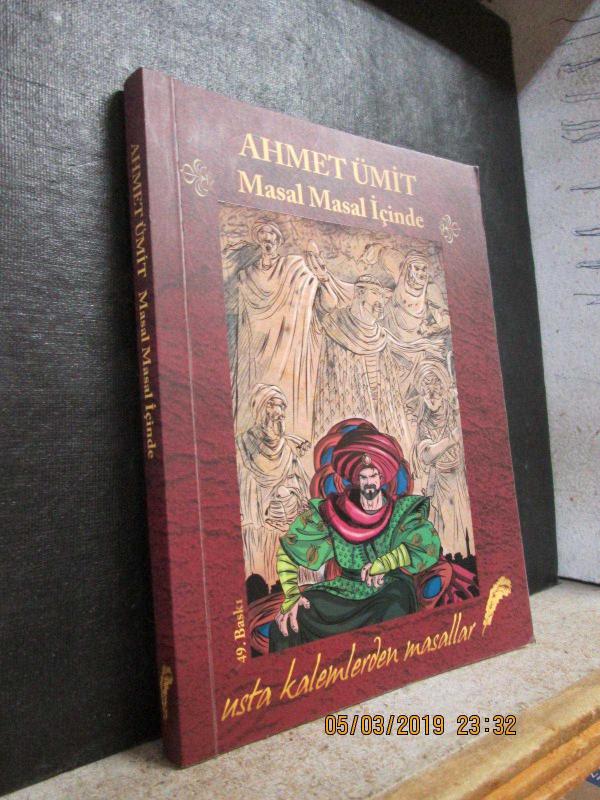 AHMET ÜMİT
Masal Masal İçinde
AHMET ÜMİT Masal Masal İçinde
49. Baskı
usta kalemlerden masallar
05/03/2019 23:32